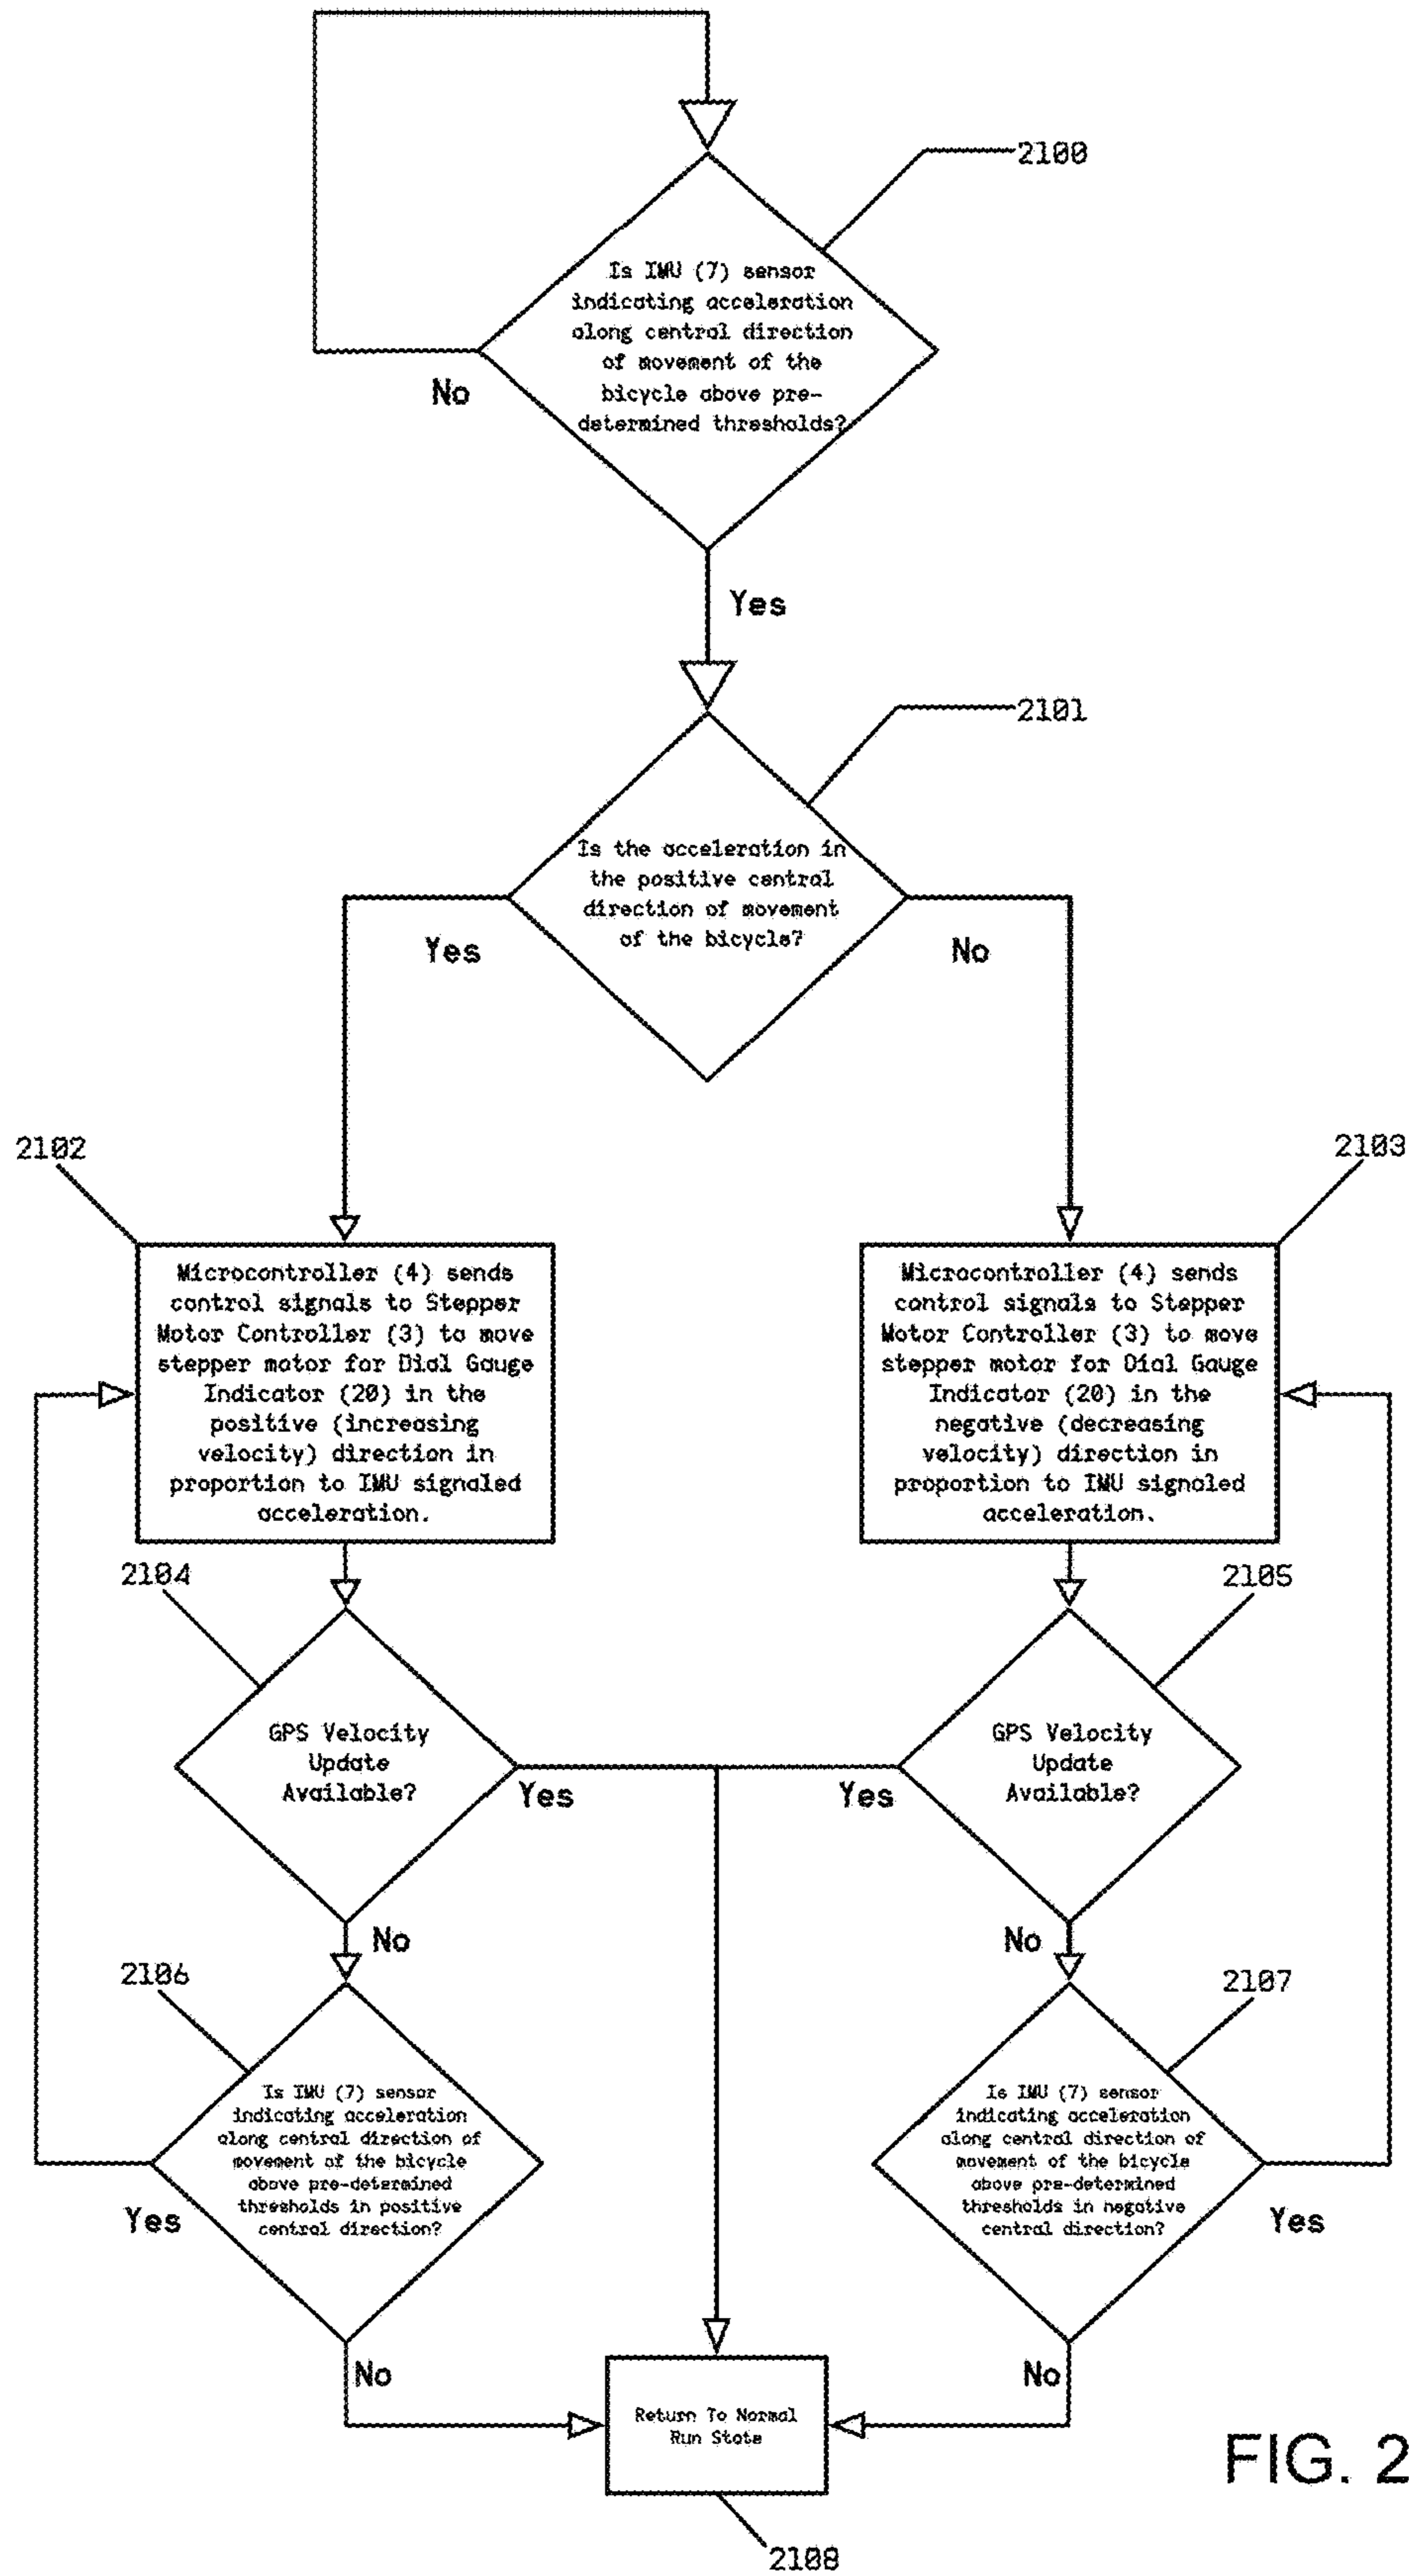 2100
Is IMU (7) sensor
indicating acceleration
along central direction
of movement of the
bicycle above pre-
determined thresholds?
No
Yes
2101
Is the acceleration in
the positive central
direction of movement
of the bicycle?
Yes
No
2102
2103
Microcontroller (4) sends
control signals to Stepper
Motor Controller (3) to move
stepper motor for Dial Gauge
Indicator (20) in the
positive (increasing
velocity) direction in
proportion to IMU signaled
acceleration.
Microcontroller (4) sends
control signals to Stepper
Motor Controller (3) to move
stepper motor for Dial Gauge
Indicator (20) in the
negative (decreasing
velocity) direction in
proportion to IMU signaled
acceleration.
2104
2105
GPS Velocity
Update
Available?
Yes
GPS Velocity
Update
Available?
Yes
No
No
2106
2107
Is IMU (7) sensor
indicating acceleration
along central direction of
movement of the bicycle
above pre-determined
thresholds in positive
central direction?
Yes
Is IMU (7) sensor
indicating acceleration
along central direction of
movement of the bicycle
above pre-determined
thresholds in negative
central direction?
Yes
No
No
Return To Normal
Run State
2108
FIG. 2